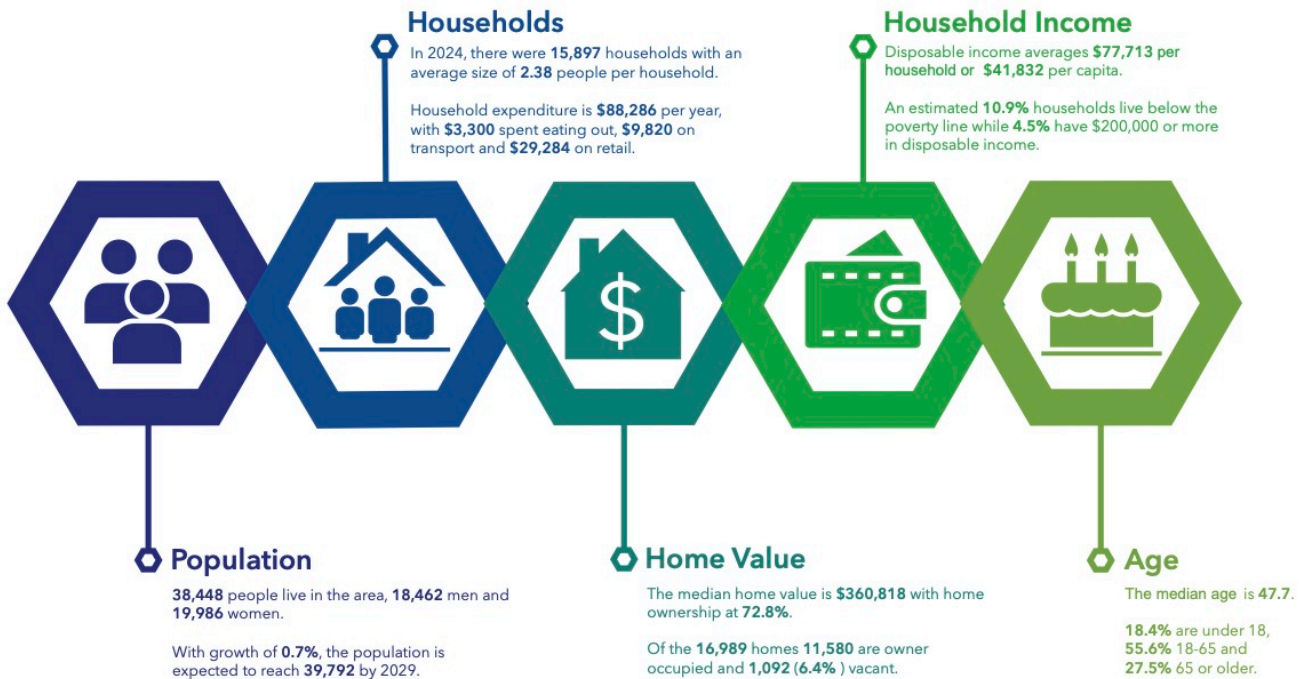 Households
In 2024, there were 15,897 households with an
average size of 2.38 people per household.
Household expenditure is $88,286 per year,
with $3,300 spent eating out, $9,820 on
transport and $29,284 on retail.
Household Income
Disposable income averages $77,713 per
household or $41,832 per capita.
An estimated 10.9% households live below the
poverty line while 4.5% have $200,000 or more
in disposable income.
$
Population
38,448 people live in the area, 18,462 men and
19,986 women.
With growth of 0.7%, the population is
expected to reach 39,792 by 2029.
Home Value
The median home value is $360,818 with home
ownership at 72.8%.
Of the 16,989 homes 11,580 are owner
occupied and 1,092 (6.4% ) vacant.
Age
The median age is 47.7.
18.4% are under 18,
55.6% 18-65 and
27.5% 65 or older.